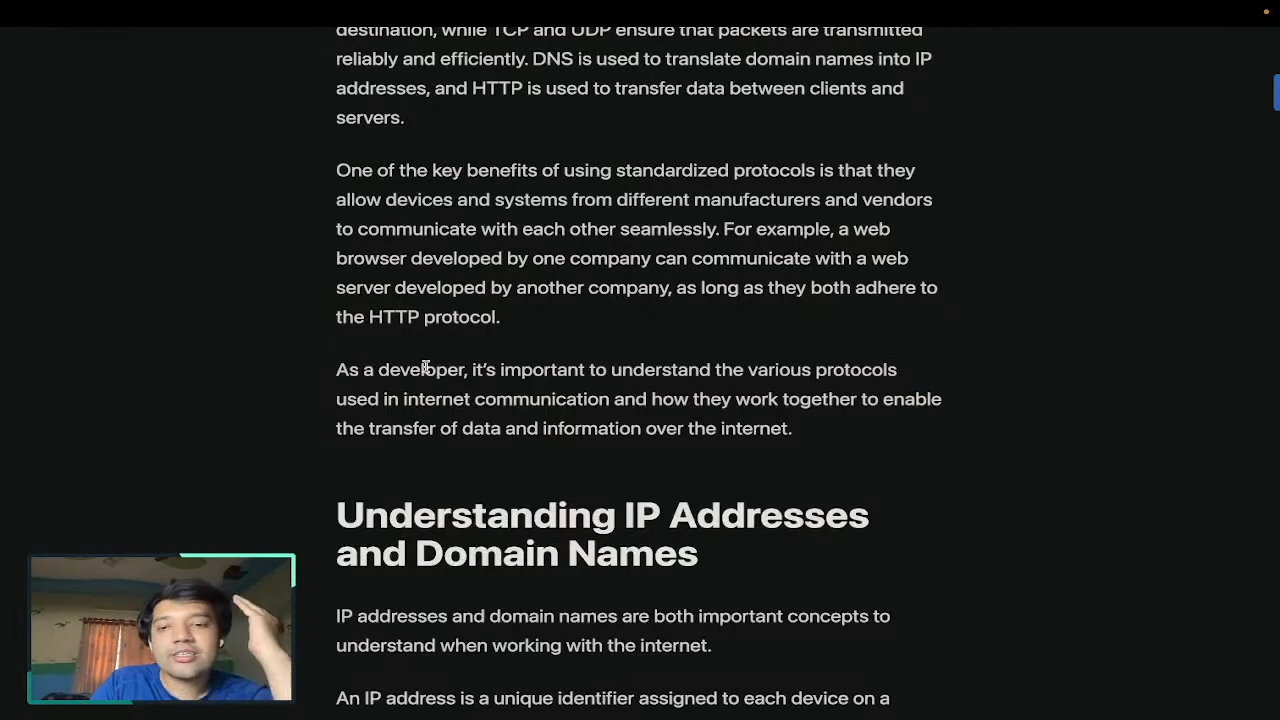 destination, while TCP and UDP ensure that packets are transmitted
reliably and efficiently. DNS is used to translate domain names into IP
addresses, and HTTP is used to transfer data between clients and
servers.
One of the key benefits of using standardized protocols is that they
allow devices and systems from different manufacturers and vendors
to communicate with each other seamlessly. For example, a web
browser developed by one company can communicate with a web
server developed by another company, as long as they both adhere to
the HTTP protocol.
As a developer, it’s important to understand the various protocols
used in internet communication and how they work together to enable
the transfer of data and information over the internet.
Understanding IP Addresses
and Domain Names
IP addresses and domain names are both important concepts to
understand when working with the internet.
An IP address is a unique identifier assigned to each device on a